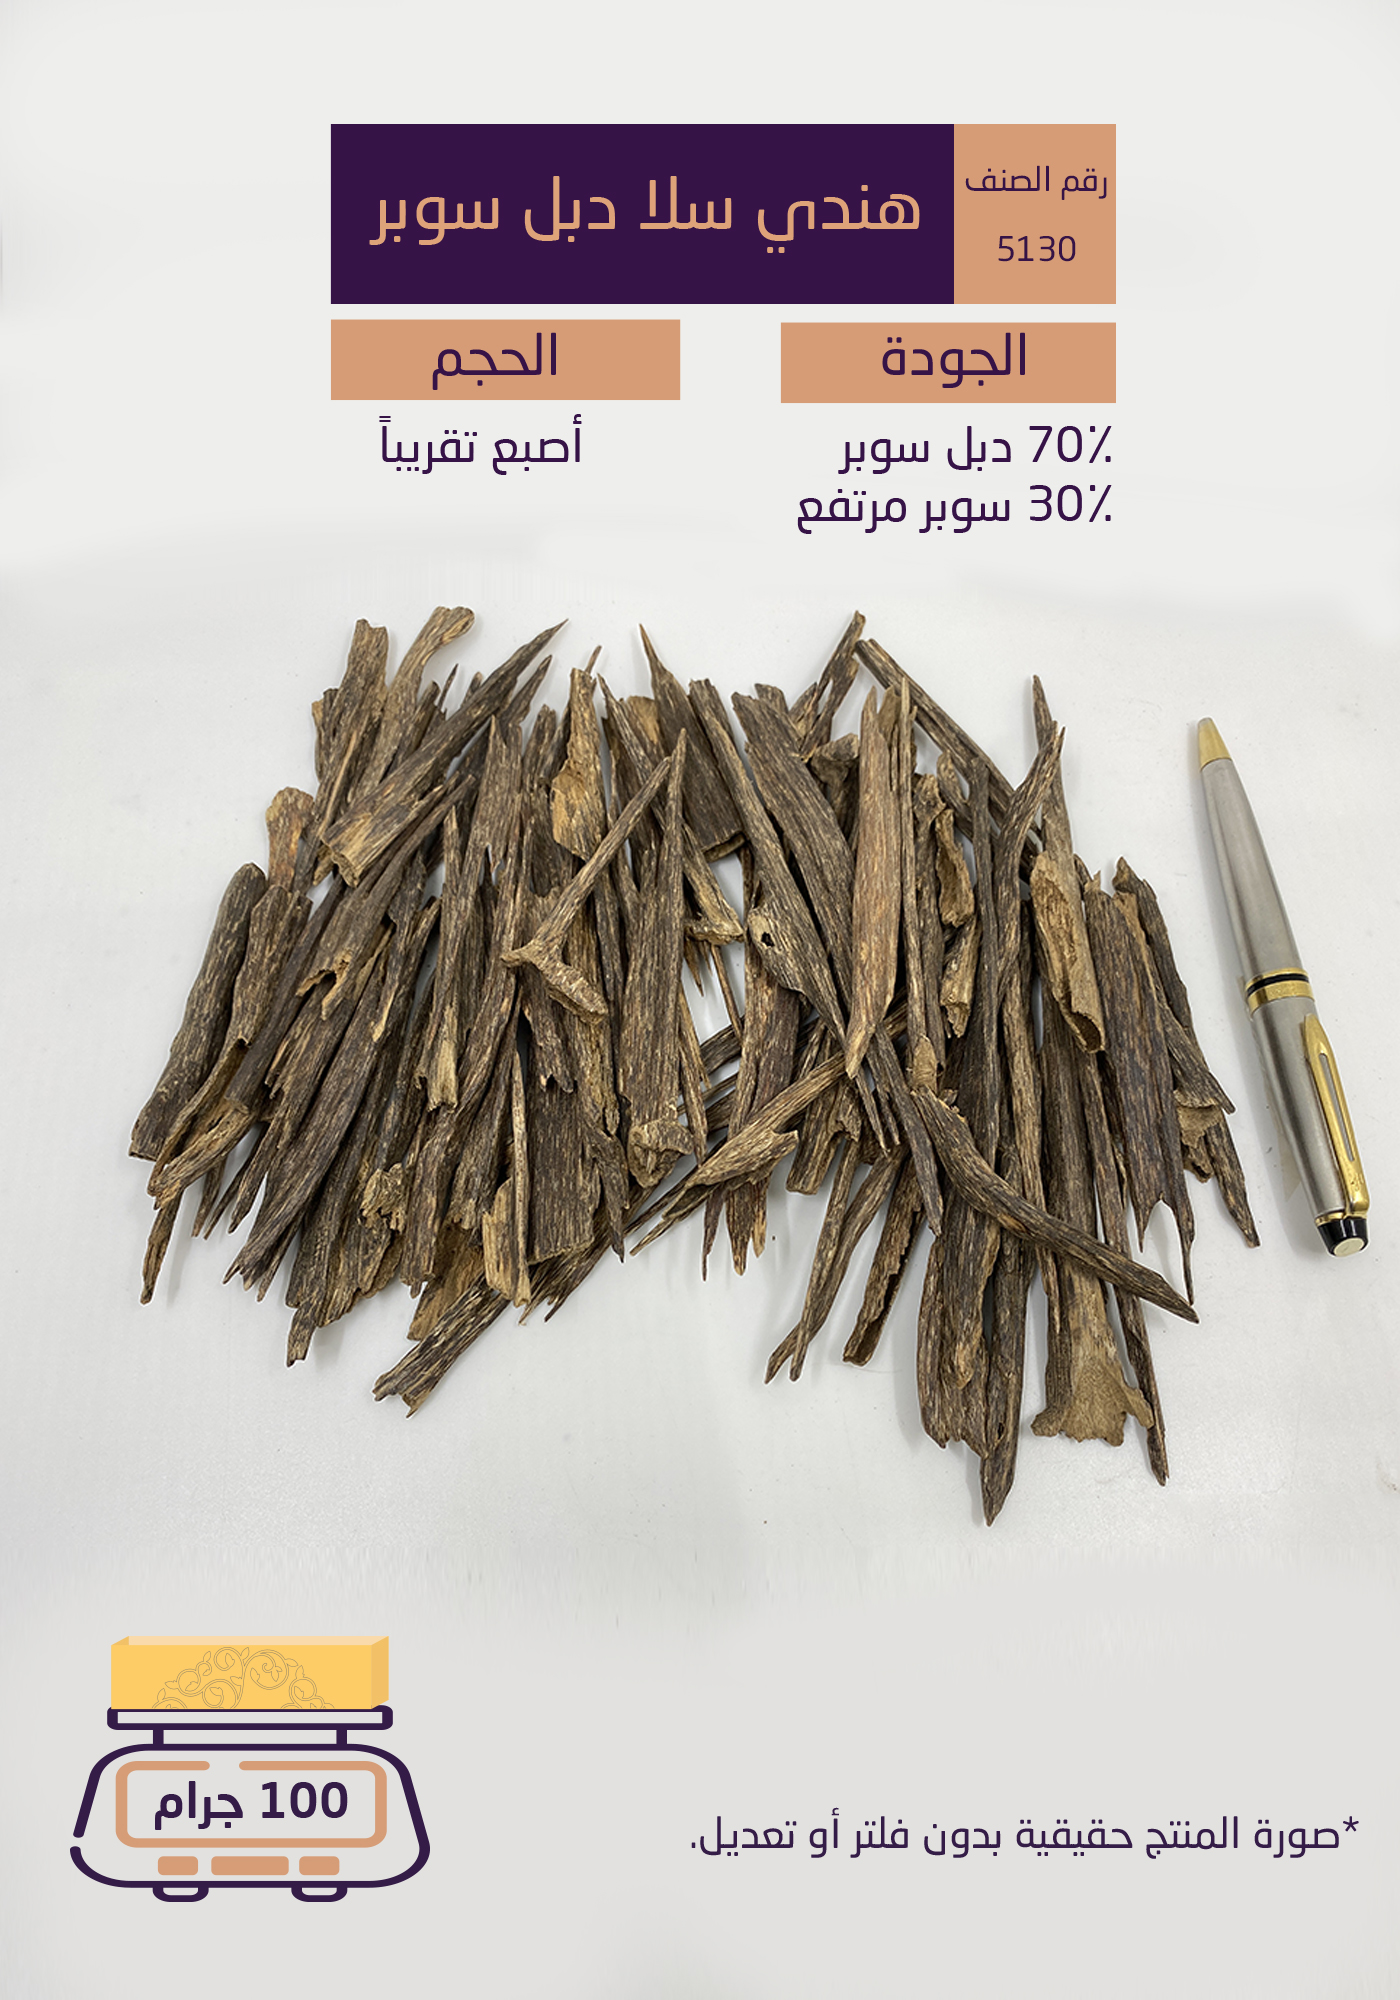 رقم الصنف
5130
هندي سلا دبل سوبر
الجودة
70٪ دبل سوبر
30٪ سوبر مرتفع
الحجم
أصبع تقريباً
100 جرام
*صورة المنتج حقيقية بدون فلتر أو تعديل.